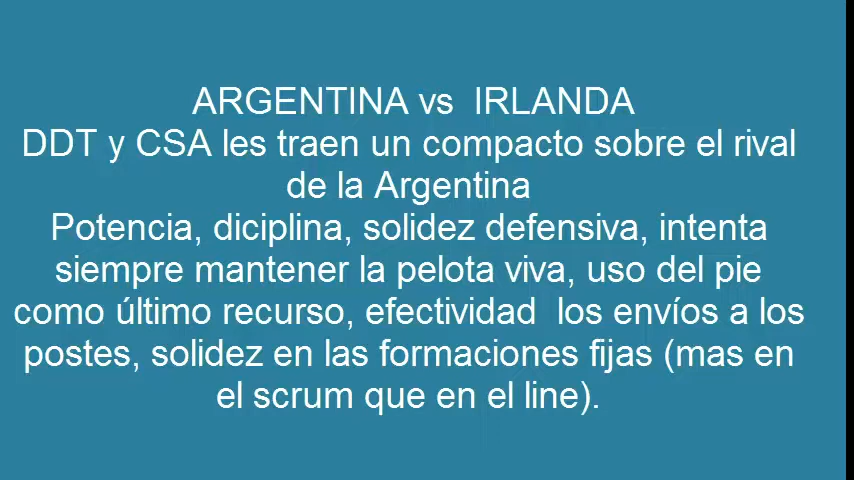 ARGENTINA vs  IRLANDA
DDT y CSA les traen un compacto sobre el rival
de la Argentina
Potencia, diciplina, solidez defensiva, intenta
siempre mantener la pelota viva, uso del pie
como último recurso, efectividad  los envíos a los
postes, solidez en las formaciones fijas (mas en
el scrum que en el line).